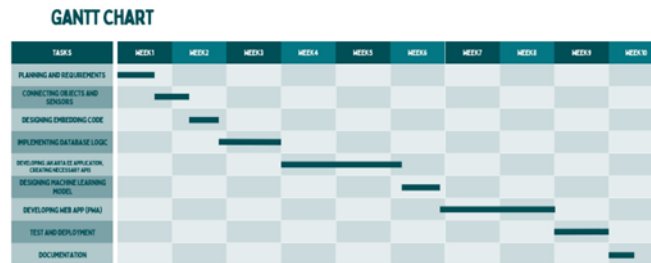 GANTT CHART
TASKS WEEK1 WEEK2 WEEK3 WEEK4 WEEK5 WEEK6 WEEK7 WEEK8 WEEK9 WEEK10
PLANNING AND REQUIREMENTS
CONNECTING OBJECTS AND
SENSORS
DESIGNING EMBEDDING CODE
IMPLEMENTING DATABASE LOGIC
DEVELOPING JAKARTA EE APPLICATION,
CREATING NECESSARY APIS
DESIGNING MACHINE LEARNING
MODEL
DEVELOPING WEB APP (PWA)
TEST AND DEPLOYMENT
DOCUMENTATION